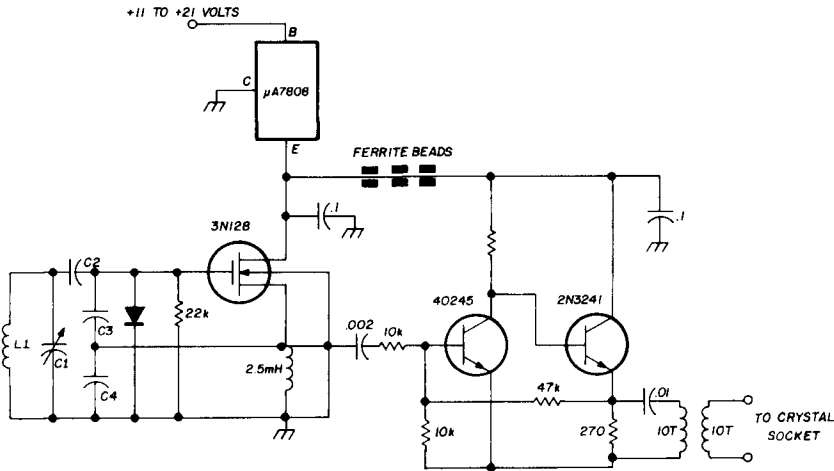 +11 TO +21 VOLTS
B
C
µA7808
E
FERRITE BEADS
3N128
.1
.1
C2
40245
2N3241
22k
.002
10k
C3
L1
C1
2.5mH
C4
47k
.01
10k
270
10T
10T
TO CRYSTAL
SOCKET